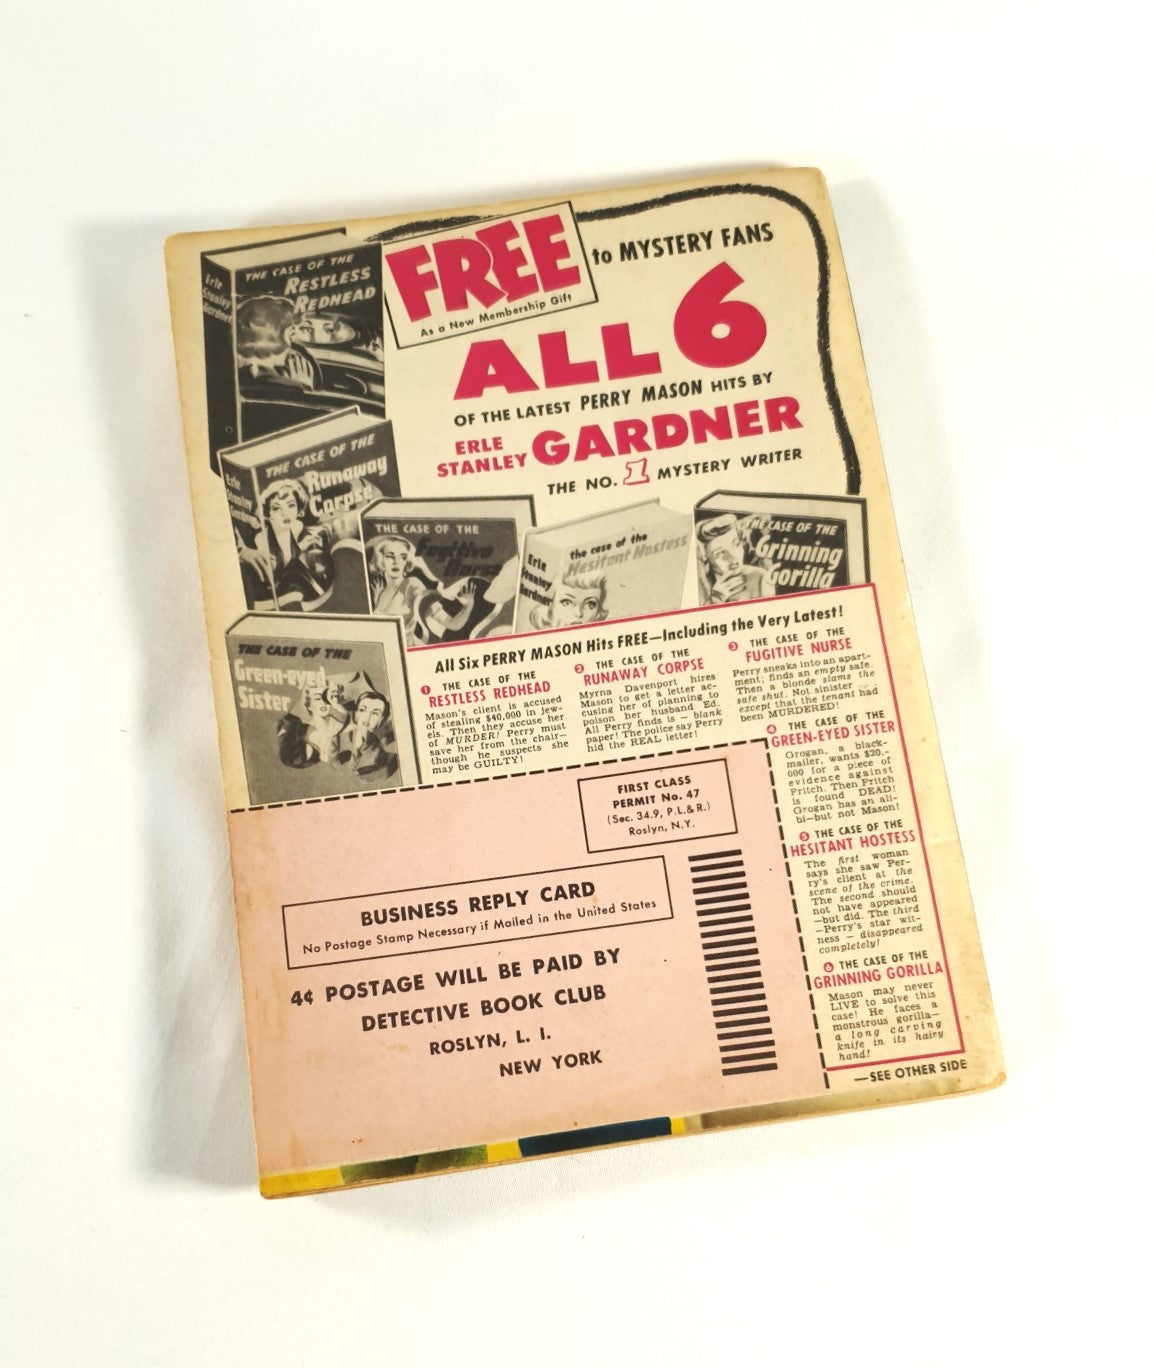 FREE
As a New Membership Gift
to MYSTERY FANS
ALL 6
OF THE LATEST PERRY MASON HITS BY
ERLE
STANLEY GARDNER
THE NO. 1 MYSTERY WRITER
Erle
Stanley
Gardner
THE CASE OF THE
RESTLESS
REDHEAD
Erle
Stanley
Gardner
THE CASE OF THE
Runaway
Corpse
THE CASE OF THE
Fugitive
Nurse
Erle
Stanley
Gardner
the case of the
Hesitant Hostess
THE CASE OF THE
Grinning
Gorilla
THE CASE OF THE
Green-eyed
Sister
All Six PERRY MASON Hits FREE—Including the Very Latest!
1 THE CASE OF THE
RESTLESS REDHEAD
Mason's client is accused
of stealing $40,000 in jew-
els. Then they accuse her
of MURDER! Perry must
save her from the chair—
though he suspects she
may be GUILTY!
2 THE CASE OF THE
RUNAWAY CORPSE
Myrna Davenport hires
Mason to get a letter ac-
cusing her of planning to
poison her husband Ed.
All Perry finds is — blank
paper! The police say Perry
hid the REAL letter!
3 THE CASE OF THE
FUGITIVE NURSE
Perry sneaks into an apart-
ment; finds an empty safe.
Then a blonde slams the
safe shut. Not sinister ...
except that the tenant had
been MURDERED!
4 THE CASE OF THE
GREEN-EYED SISTER
Grogan, a black-
mailer, wants $20,-
000 for a piece of
evidence against
Fritch. Then Fritch
is found DEAD!
Grogan has an ali-
bi—but not Mason!
5 THE CASE OF THE
HESITANT HOSTESS
The first woman
says she saw Per-
ry's client at the
scene of the crime.
The second should
not have appeared
—but did. The third
—Perry's star wit-
ness — disappeared
completely!
6 THE CASE OF THE
GRINNING GORILLA
Mason may never
LIVE to solve this
case! He faces a
monstrous gorilla—
a long carving
knife in its hairy
hand!
—SEE OTHER SIDE
FIRST CLASS
PERMIT No. 47
(Sec. 34.9, P.L.& R.)
Roslyn, N.Y.
BUSINESS REPLY CARD
No Postage Stamp Necessary if Mailed in the United States
4¢ POSTAGE WILL BE PAID BY
DETECTIVE BOOK CLUB
ROSLYN, L. I.
NEW YORK